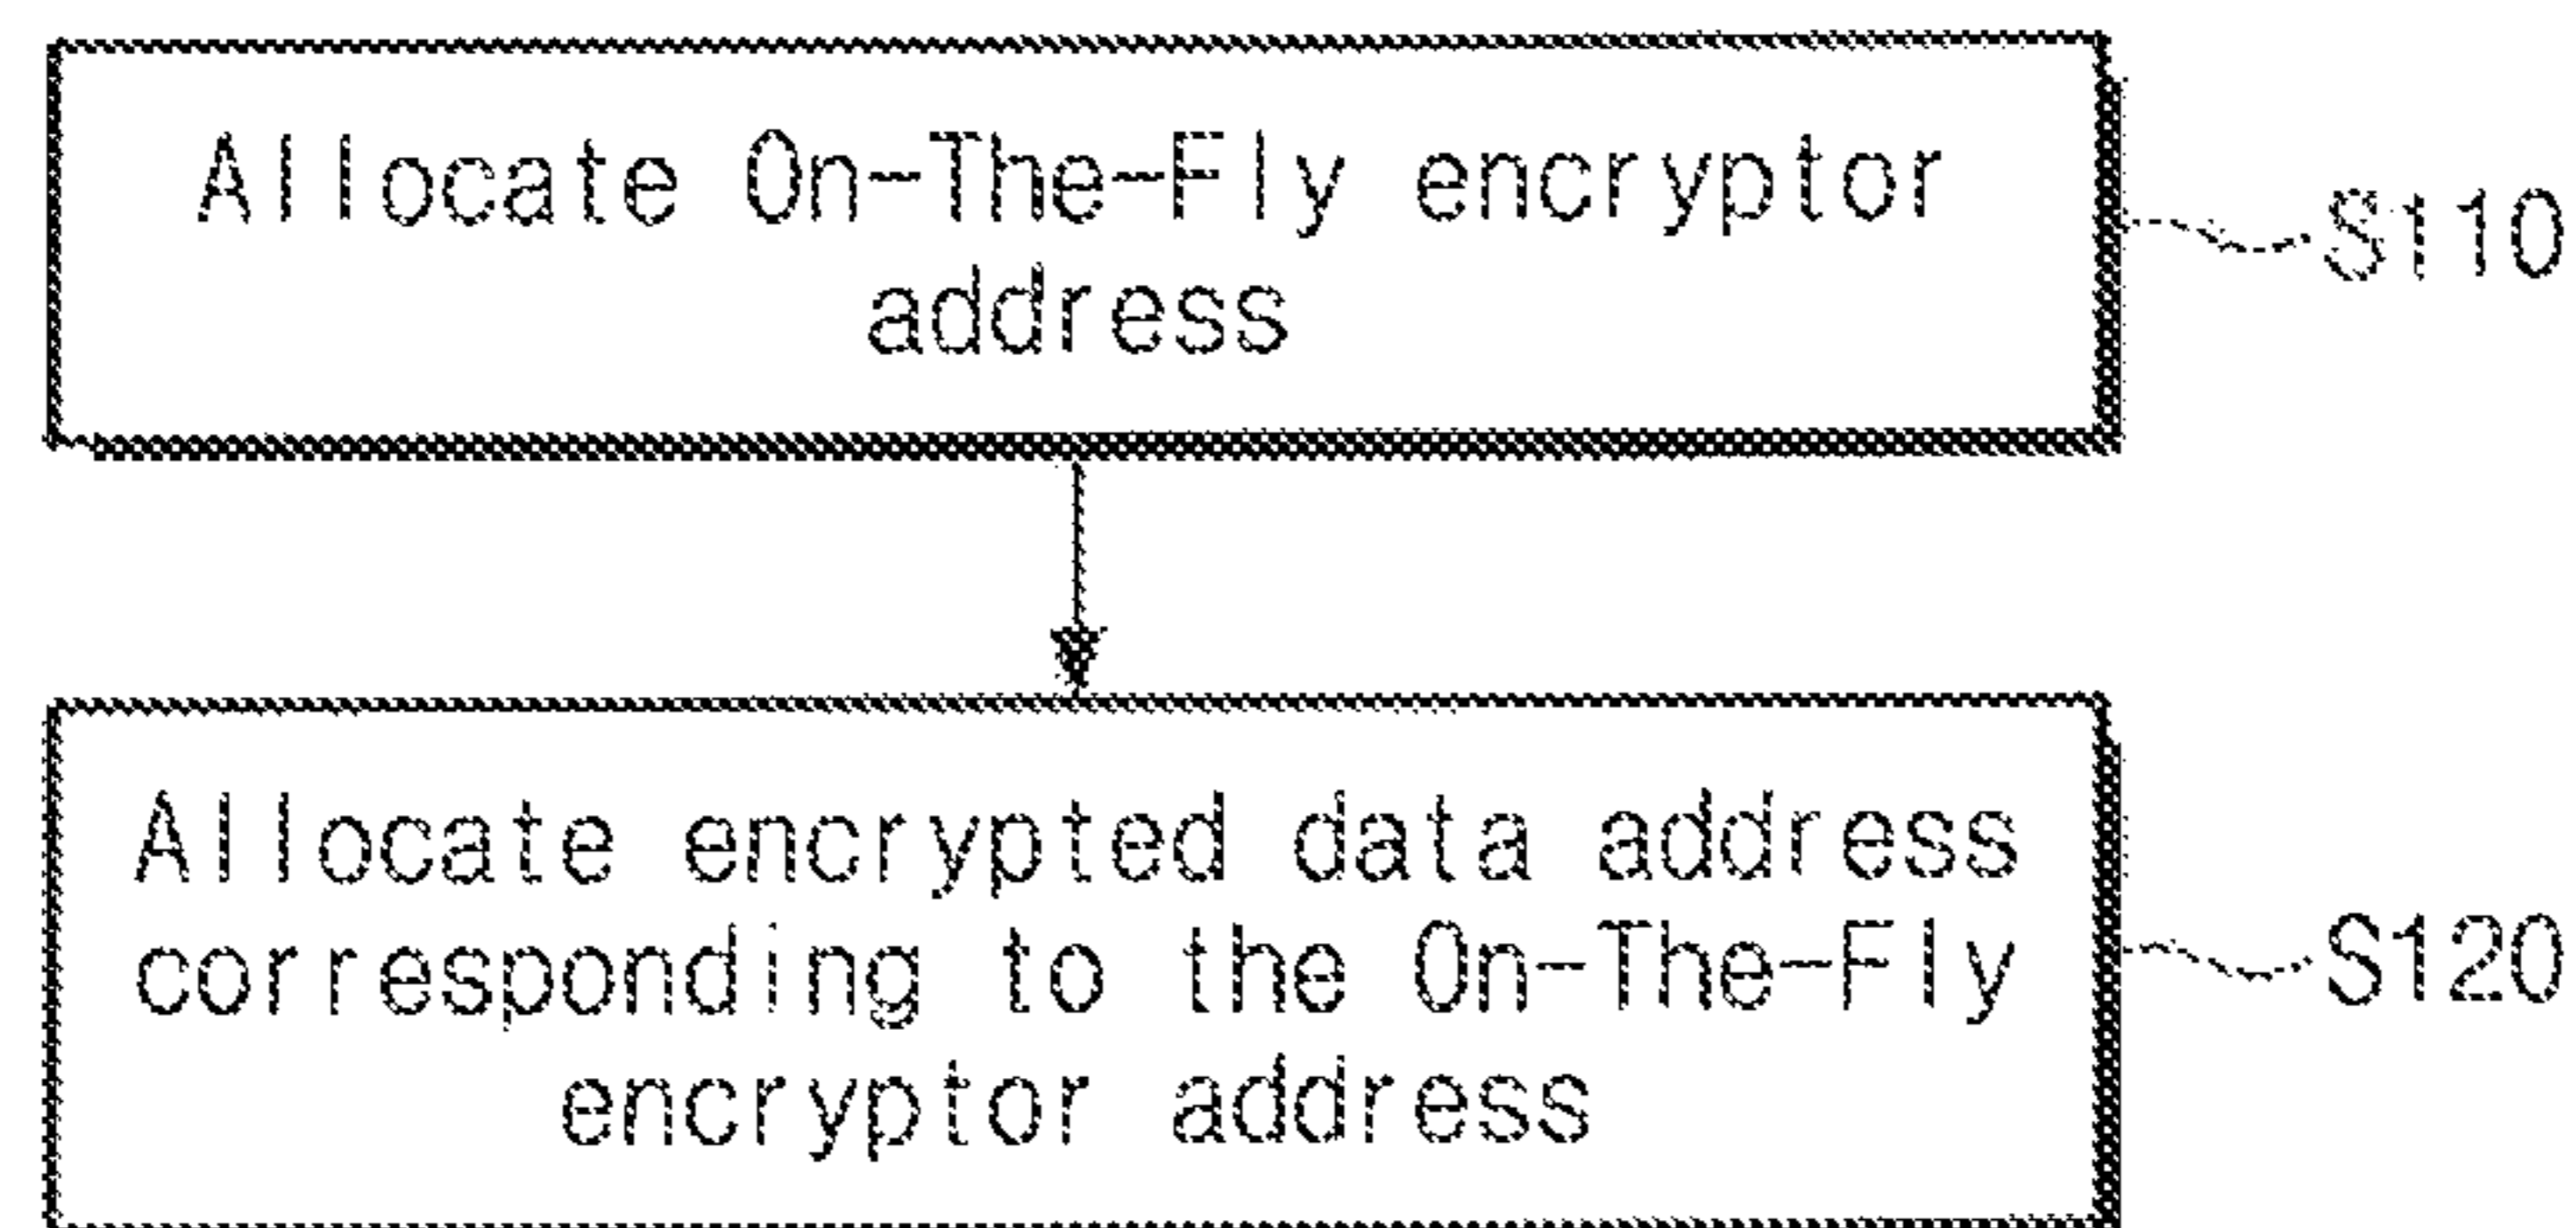 Allocate On-The-Fly encryptor
address
S110
Allocate encrypted data address
corresponding to the On-The-Fly
encryptor address
S120